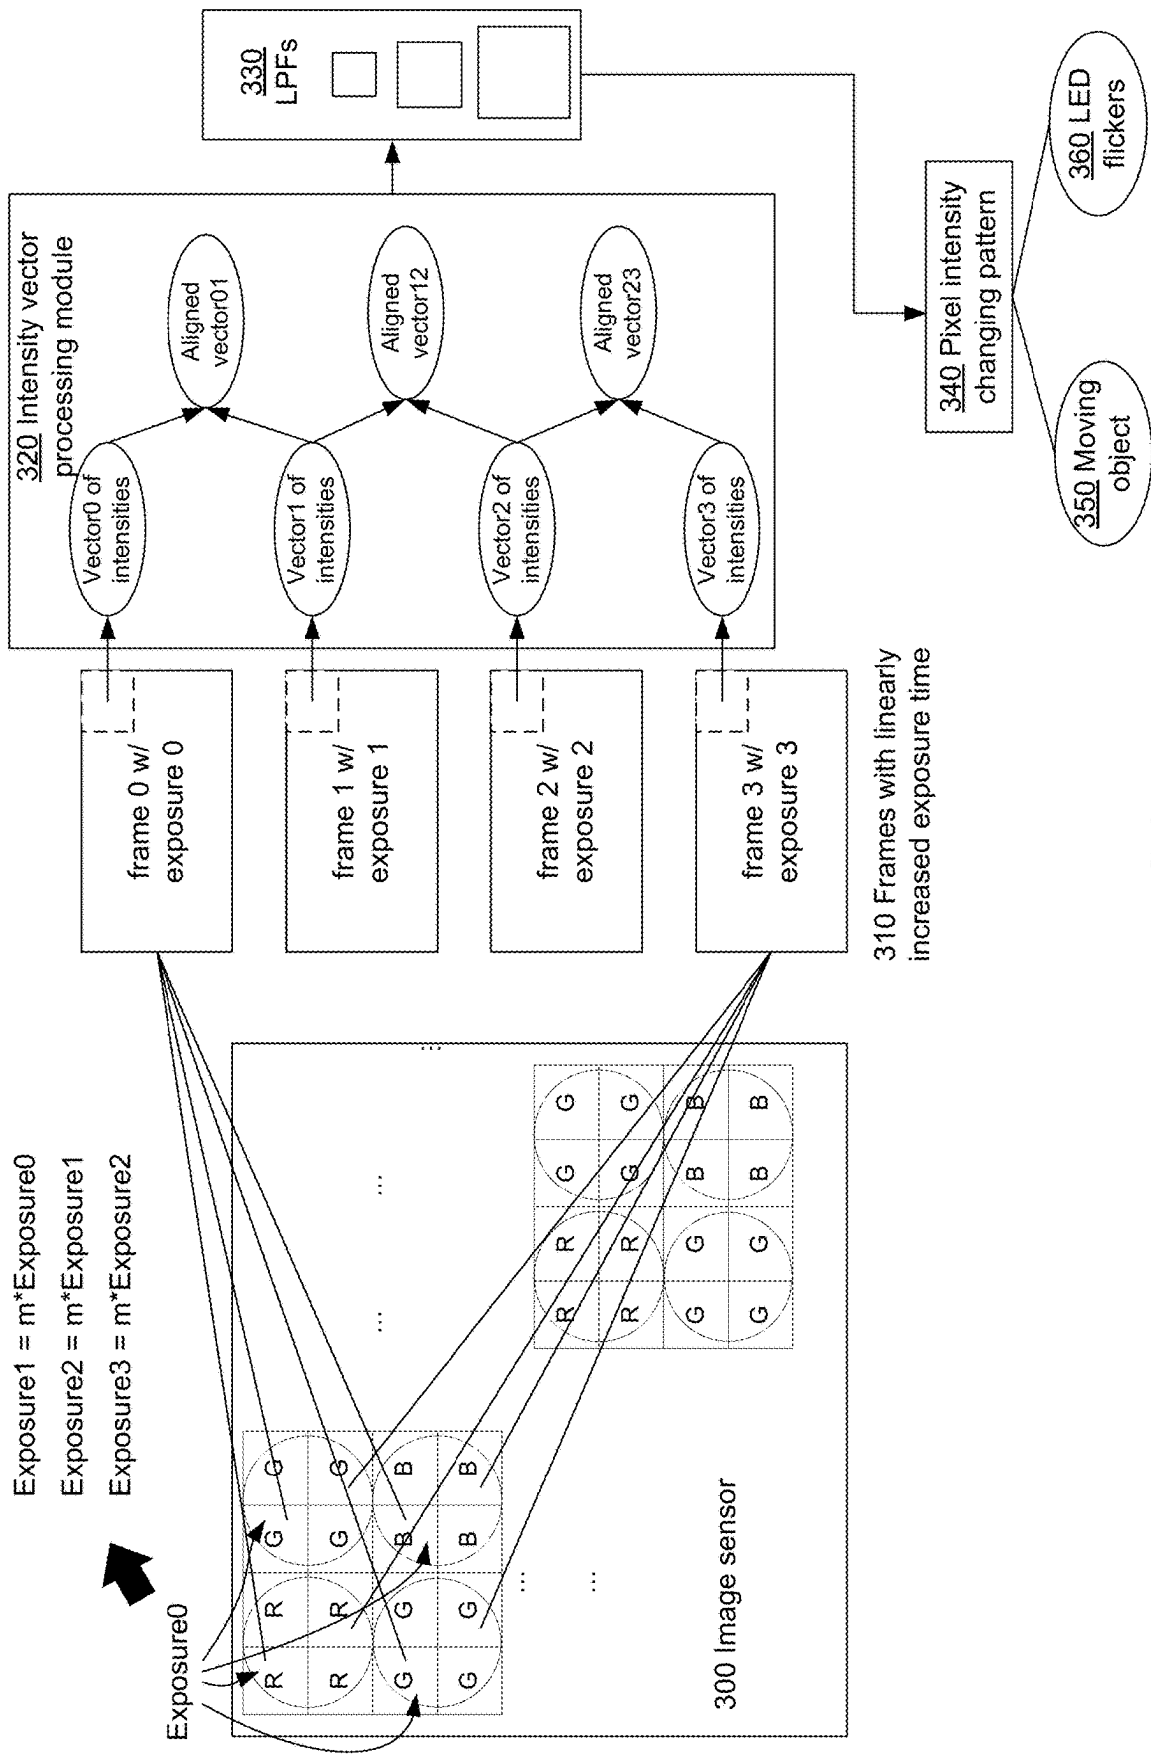 Exposure1 = m*Exposure0
Exposure2 = m*Exposure1
Exposure3 = m*Exposure2
Exposure0
R R G G
R R G G
G G B B
G G B B
...
...
...
...
...
R R G G
R R G G
G G B B
G G B B
300 Image sensor
frame 0 w/
exposure 0
frame 1 w/
exposure 1
frame 2 w/
exposure 2
frame 3 w/
exposure 3
310 Frames with linearly
increased exposure time
320 Intensity vector
processing module
Vector0 of
intensities
Vector1 of
intensities
Vector2 of
intensities
Vector3 of
intensities
Aligned
vector01
Aligned
vector12
Aligned
vector23
330
LPFs
340 Pixel intensity
changing pattern
350 Moving
object
360 LED
flickers